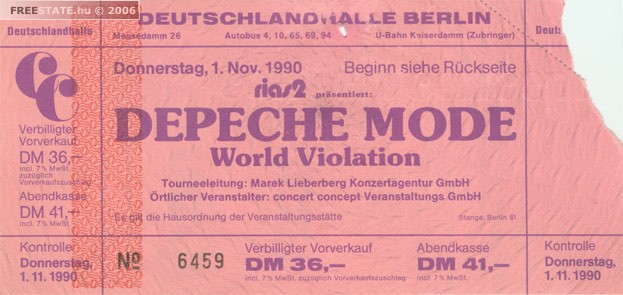 FREESTATE.hu © 2006
DEUTSCHLANDHALLE BERLIN
Deutschlandhalle
Messedamm 26 Autobus 4, 10, 65, 69, 94 U-Bahn Kaiserdamm (Zubringer)
Deuts
Donnerstag, 1. Nov. 1990 Beginn siehe Rückseite
cc
rias2 präsentiert:
DEPECHE MODE
World Violation
Verbilligter
Vorverkauf
DM 36,–
incl. 7% MwSt.
zuzüglich
Vorverkaufszuschlag
Abendkasse
DM 41,–
incl. 7% MwSt.
Tourneeleitung: Marek Lieberberg Konzertagentur GmbH
Örtlicher Veranstalter: concert concept Veranstaltungs GmbH
Es gilt die Hausordnung der Veranstaltungsstätte Stange, Berlin 61
Kontrolle
Donnerstag,
1. 11. 1990
No 6459
Verbilligter Vorverkauf
DM 36,–
incl. 7% MwSt. zuzüglich Vorverkaufszuschlag
Abendkasse
DM 41,–
incl. 7% MwSt.
Kontrolle
Donnerstag,
1. 11. 1990